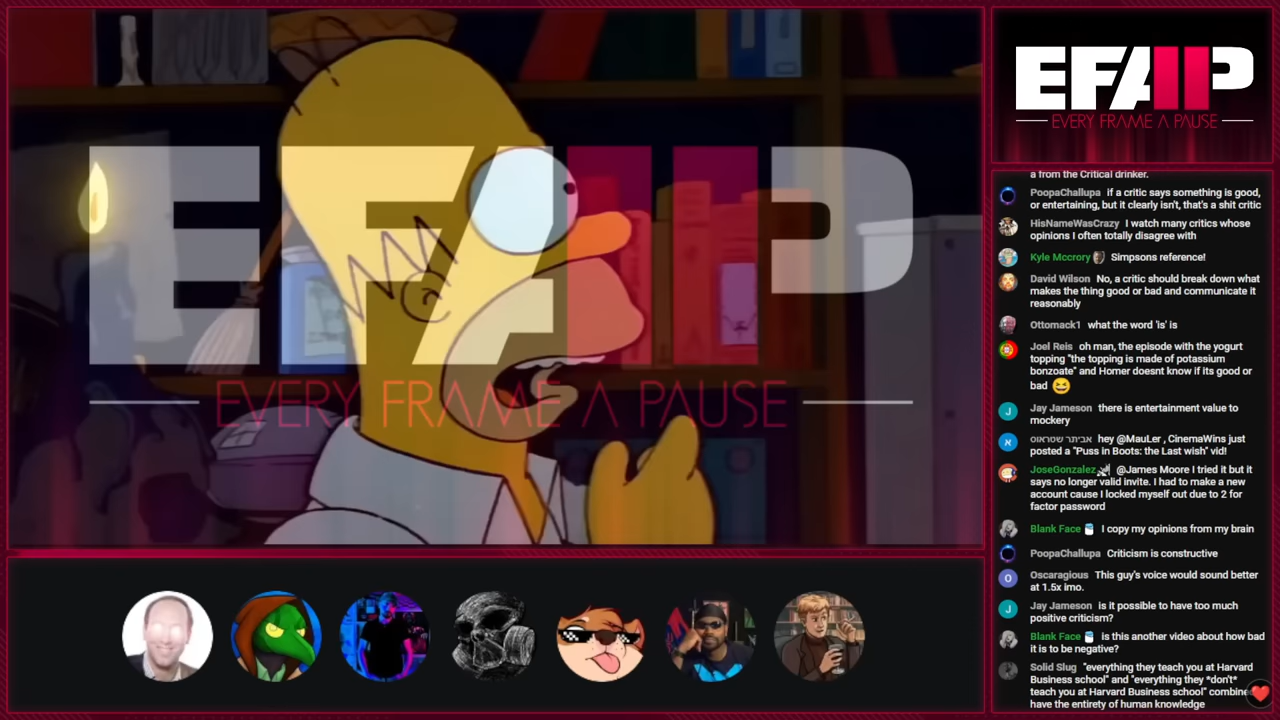 EFAP
EVERY FRAME A PAUSE
EFAP
EVERY FRAME A PAUSE
a from the Critical drinker.
PoopaChallupa if a critic says something is good,
or entertaining, but it clearly isn't, that's a shit critic
HisNameWasCrazy I watch many critics whose
opinions I often totally disagree with
Kyle Mccrory Simpsons reference!
David Wilson No, a critic should break down what
makes the thing good or bad and communicate it
reasonably
Ottomack1 what the word 'is' is
Joel Reis oh man, the episode with the yogurt
topping "the topping is made of potassium
bonzoate" and Homer doesnt know if its good or
bad 😆
J Jay Jameson there is entertainment value to
mockery
א אביתר שטראוס hey @MauLer , CinemaWins just
posted a "Puss in Boots: the Last wish" vid!
JoseGonzalez @James Moore I tried it but it
says no longer valid invite. I had to make a new
account cause I locked myself out due to 2 for
factor password
Blank Face I copy my opinions from my brain
PoopaChallupa Criticism is constructive
O Oscaragious This guy's voice would sound better
at 1.5x imo.
J Jay Jameson is it possible to have too much
positive criticism?
Blank Face is this another video about how bad
it is to be negative?
Solid Slug "everything they teach you at Harvard
Business school" and "everything they *don't*
teach you at Harvard Business school" combine
have the entirety of human knowledge